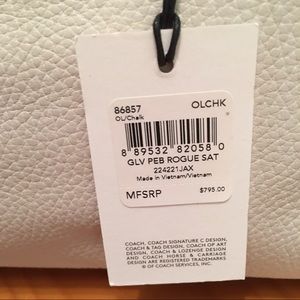 86857
OL/Chalk
OLCHK
8 89532 82058 0
GLV PEB ROGUE SAT
224221JAX
Made in Vietnam/Vietnam
MFSRP
$795.00
COACH, COACH SIGNATURE C DESIGN,
COACH & TAG DESIGN, COACH OP ART
DESIGN, COACH & LOZENGE DESIGN
AND COACH HORSE & CARRIAGE
DESIGN ARE REGISTERED TRADEMARKS
® OF COACH SERVICES, INC.